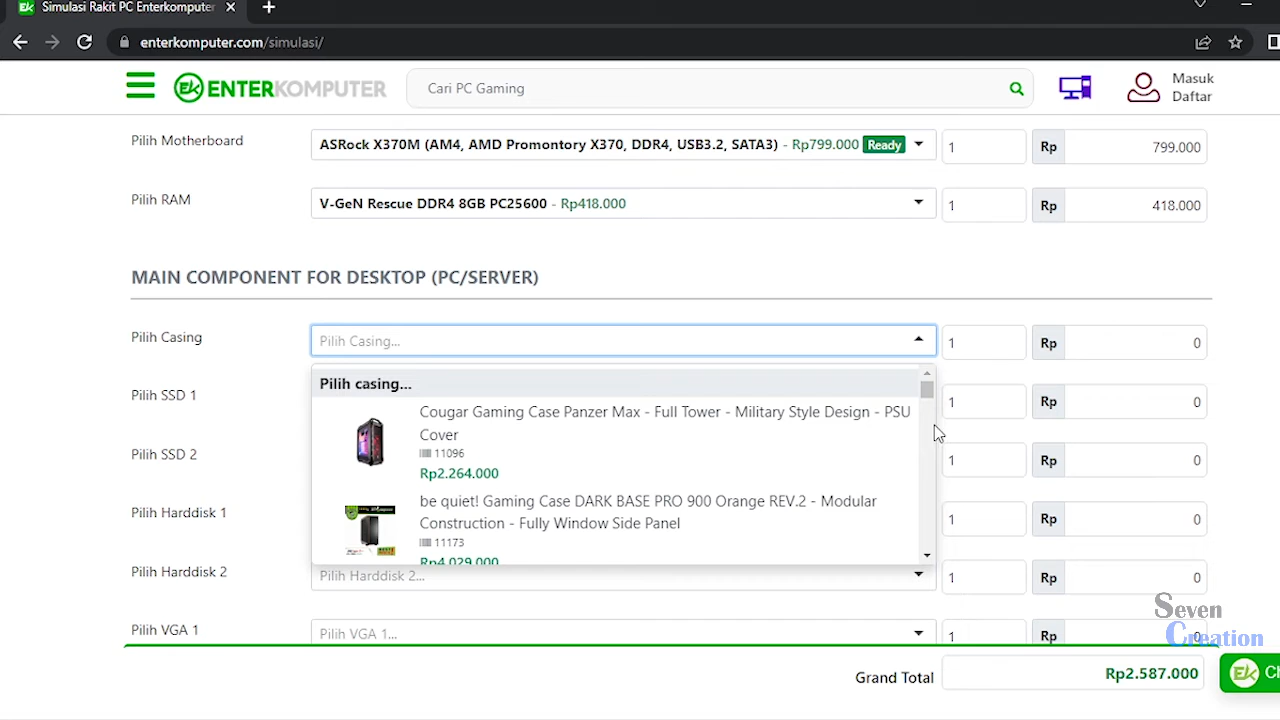 Simulasi Rakit PC Enterkomputer
enterkomputer.com/simulasi/
ENTERKOMPUTER
Cari PC Gaming
Masuk
Daftar
Pilih Motherboard
ASRock X370M (AM4, AMD Promontory X370, DDR4, USB3.2, SATA3) - Rp799.000 Ready
1
Rp
799.000
Pilih RAM
V-GeN Rescue DDR4 8GB PC25600 - Rp418.000
1
Rp
418.000
MAIN COMPONENT FOR DESKTOP (PC/SERVER)
Pilih Casing
Pilih Casing...
1
Rp
0
Pilih casing...
Cougar Gaming Case Panzer Max - Full Tower - Military Style Design - PSU
Cover
11096
Rp2.264.000
be quiet! Gaming Case DARK BASE PRO 900 Orange REV.2 - Modular
Construction - Fully Window Side Panel
11173
Rp4.029.000
Pilih SSD 1
1
Rp
0
Pilih SSD 2
1
Rp
0
Pilih Harddisk 1
1
Rp
0
Pilih Harddisk 2
Pilih Harddisk 2...
1
Rp
0
Pilih VGA 1
Pilih VGA 1...
1
Rp
0
Seven
Creation
Grand Total
Rp2.587.000